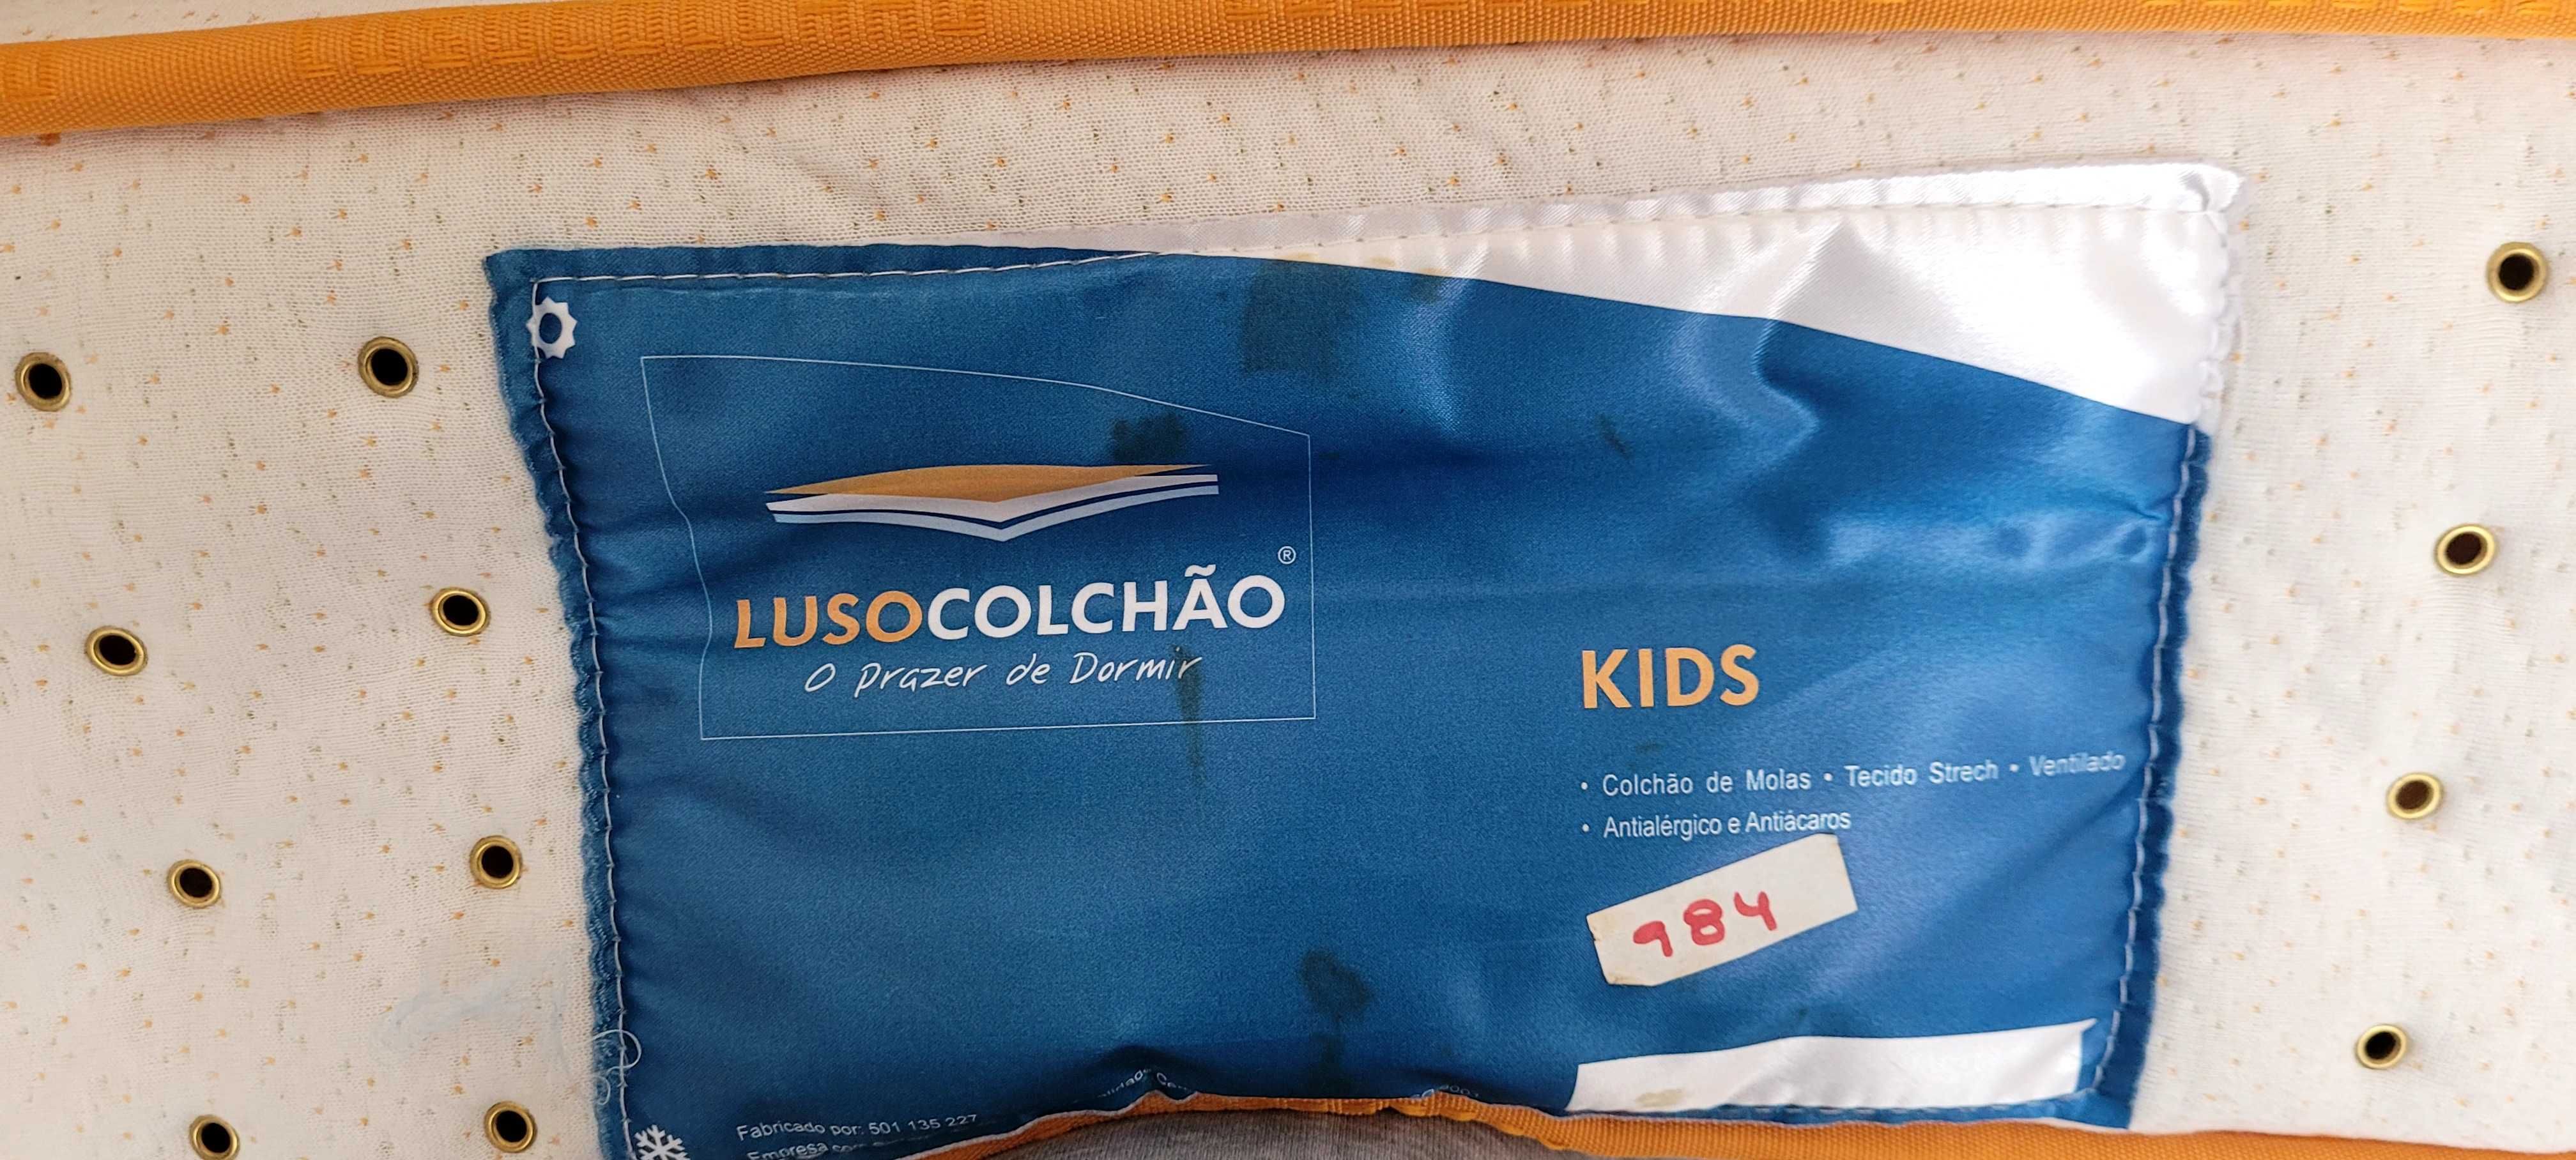 LUSOCOLCHÃO®
O Prazer de Dormir
KIDS
• Colchão de Molas • Tecido Strech • Ventilado
• Antialérgico e Antiácaros
984
Fabricado por: 501 135 227
Empresa